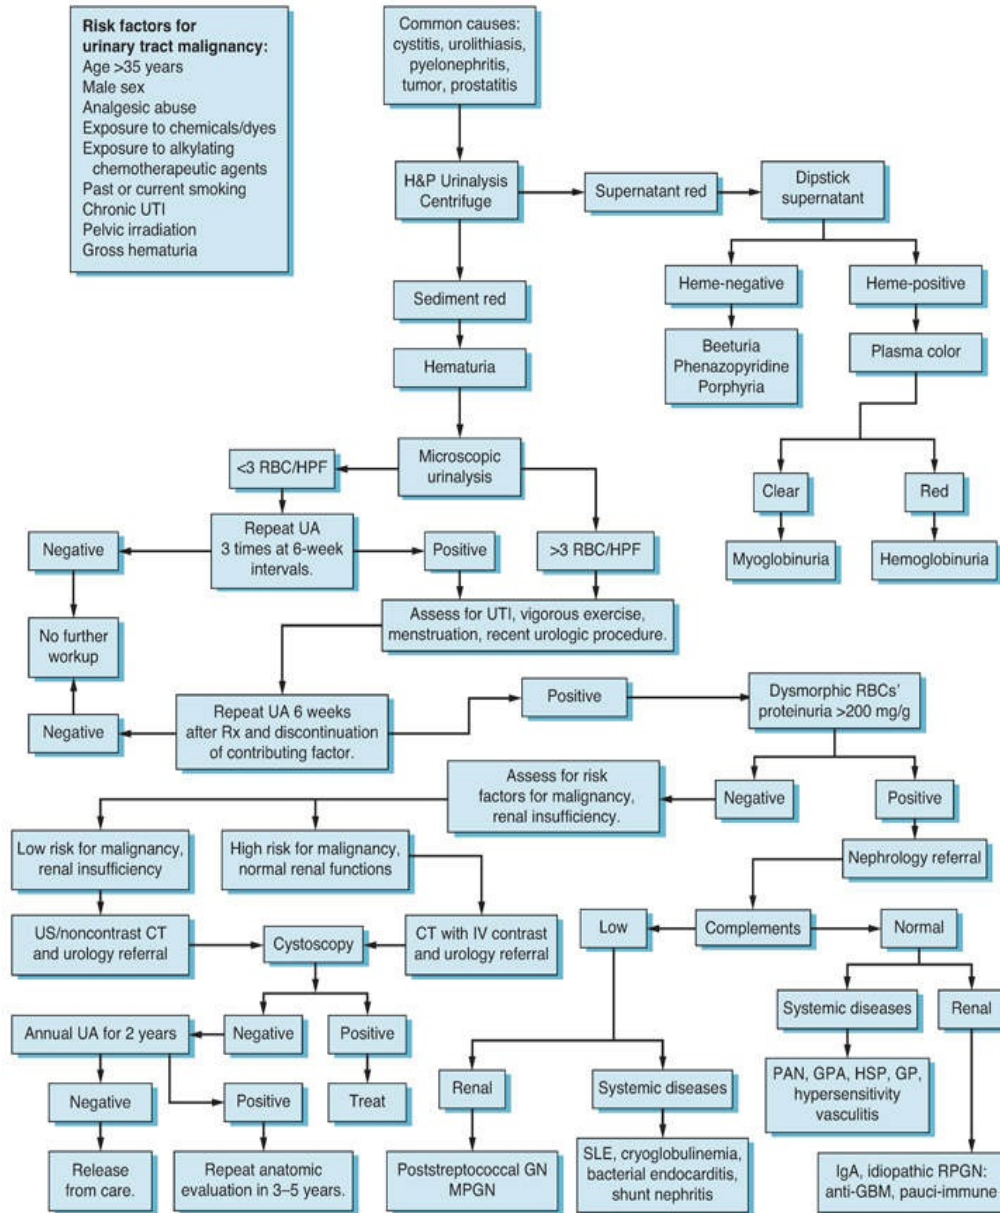 Risk factors for
urinary tract malignancy:
Age >35 years
Male sex
Analgesic abuse
Exposure to chemicals/dyes
Exposure to alkylating
chemotherapeutic agents
Past or current smoking
Chronic UTI
Pelvic irradiation
Gross hematuria
Common causes:
cystitis, urolithiasis,
pyelonephritis,
tumor, prostatitis
H&P Urinalysis
Centrifuge
Supernatant red
Dipstick
supernatant
Heme-negative
Heme-positive
Sediment red
Beeturia
Phenazopyridine
Porphyria
Plasma color
Hematuria
Microscopic
urinalysis
<3 RBC/HPF
Clear
Red
Repeat UA
3 times at 6-week
intervals.
Negative
Positive
>3 RBC/HPF
Myoglobinuria
Hemoglobinuria
Assess for UTI, vigorous exercise,
menstruation, recent urologic procedure.
No further
workup
Negative
Repeat UA 6 weeks
after Rx and discontinuation
of contributing factor.
Positive
Dysmorphic RBCs'
proteinuria >200 mg/g
Assess for risk
factors for malignancy,
renal insufficiency.
Negative
Positive
Low risk for malignancy,
renal insufficiency
High risk for malignancy,
normal renal functions
Nephrology referral
US/noncontrast CT
and urology referral
Cystoscopy
CT with IV contrast
and urology referral
Low
Complements
Normal
Annual UA for 2 years
Negative
Positive
Systemic diseases
Renal
Negative
Positive
Treat
Renal
Systemic diseases
PAN, GPA, HSP, GP,
hypersensitivity
vasculitis
Release
from care.
Repeat anatomic
evaluation in 3–5 years.
Poststreptococcal GN
MPGN
SLE, cryoglobulinemia,
bacterial endocarditis,
shunt nephritis
IgA, idiopathic RPGN:
anti-GBM, pauci-immune